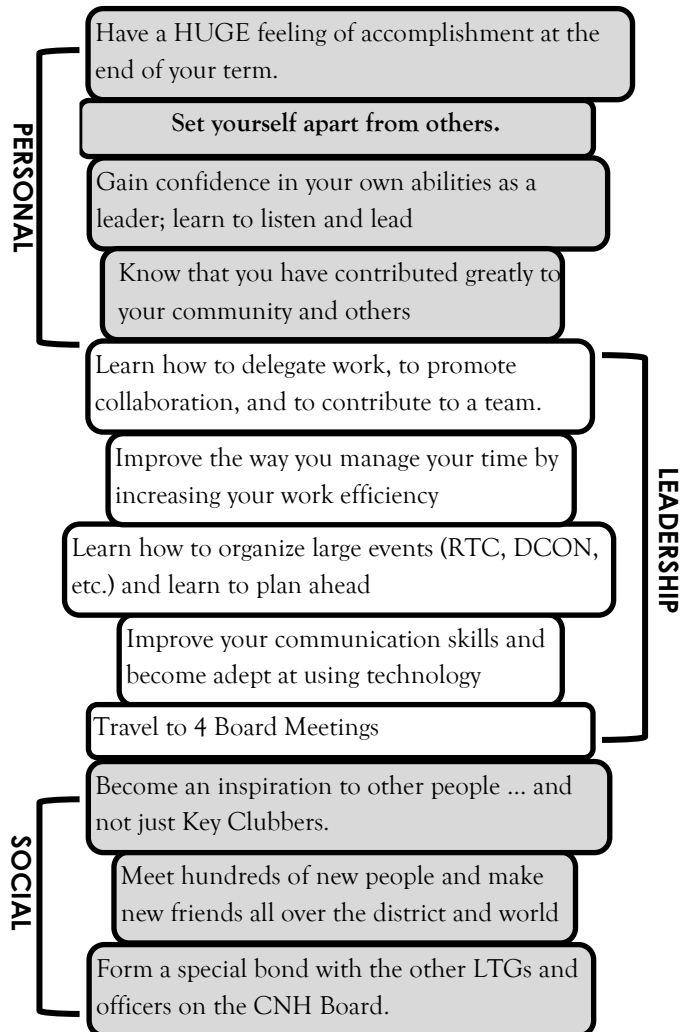 Have a HUGE feeling of accomplishment at the
end of your term.
Set yourself apart from others.
Gain confidence in your own abilities as a
leader; learn to listen and lead
Know that you have contributed greatly to
your community and others
PERSONAL
Learn how to delegate work, to promote
collaboration, and to contribute to a team.
Improve the way you manage your time by
increasing your work efficiency
Learn how to organize large events (RTC, DCON,
etc.) and learn to plan ahead
Improve your communication skills and
become adept at using technology
Travel to 4 Board Meetings
LEADERSHIP
Become an inspiration to other people ... and
not just Key Clubbers.
Meet hundreds of new people and make
new friends all over the district and world
Form a special bond with the other LTGs and
officers on the CNH Board.
SOCIAL